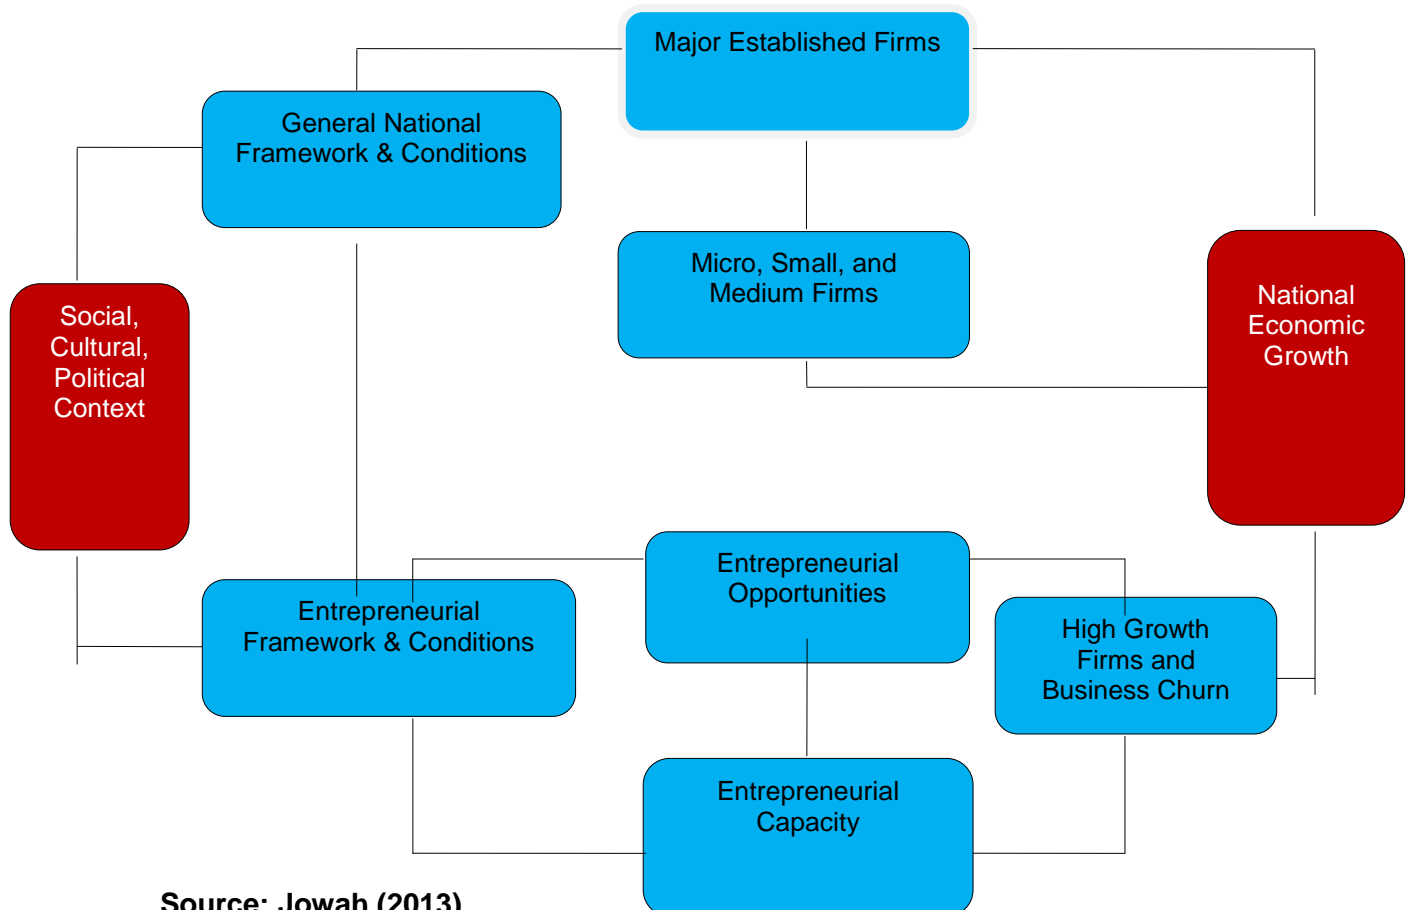 Major Established Firms
General National
Framework & Conditions
Micro, Small, and
Medium Firms
National
Economic
Growth
Social,
Cultural,
Political
Context
Entrepreneurial
Opportunities
Entrepreneurial
Framework & Conditions
High Growth
Firms and
Business Churn
Entrepreneurial
Capacity
Source: Jowah (2013)